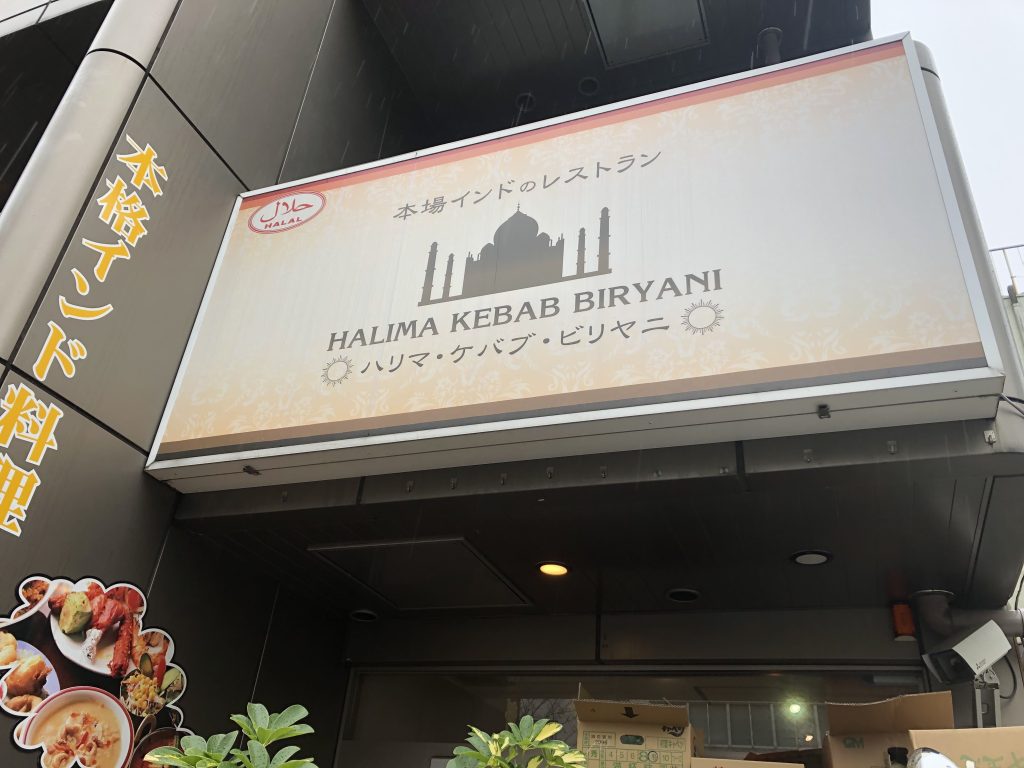 本格インド料理
حلال
HALAL
本場インドのレストラン
HALIMA KEBAB BIRYANI
ハリマ・ケバブ・ビリヤニ